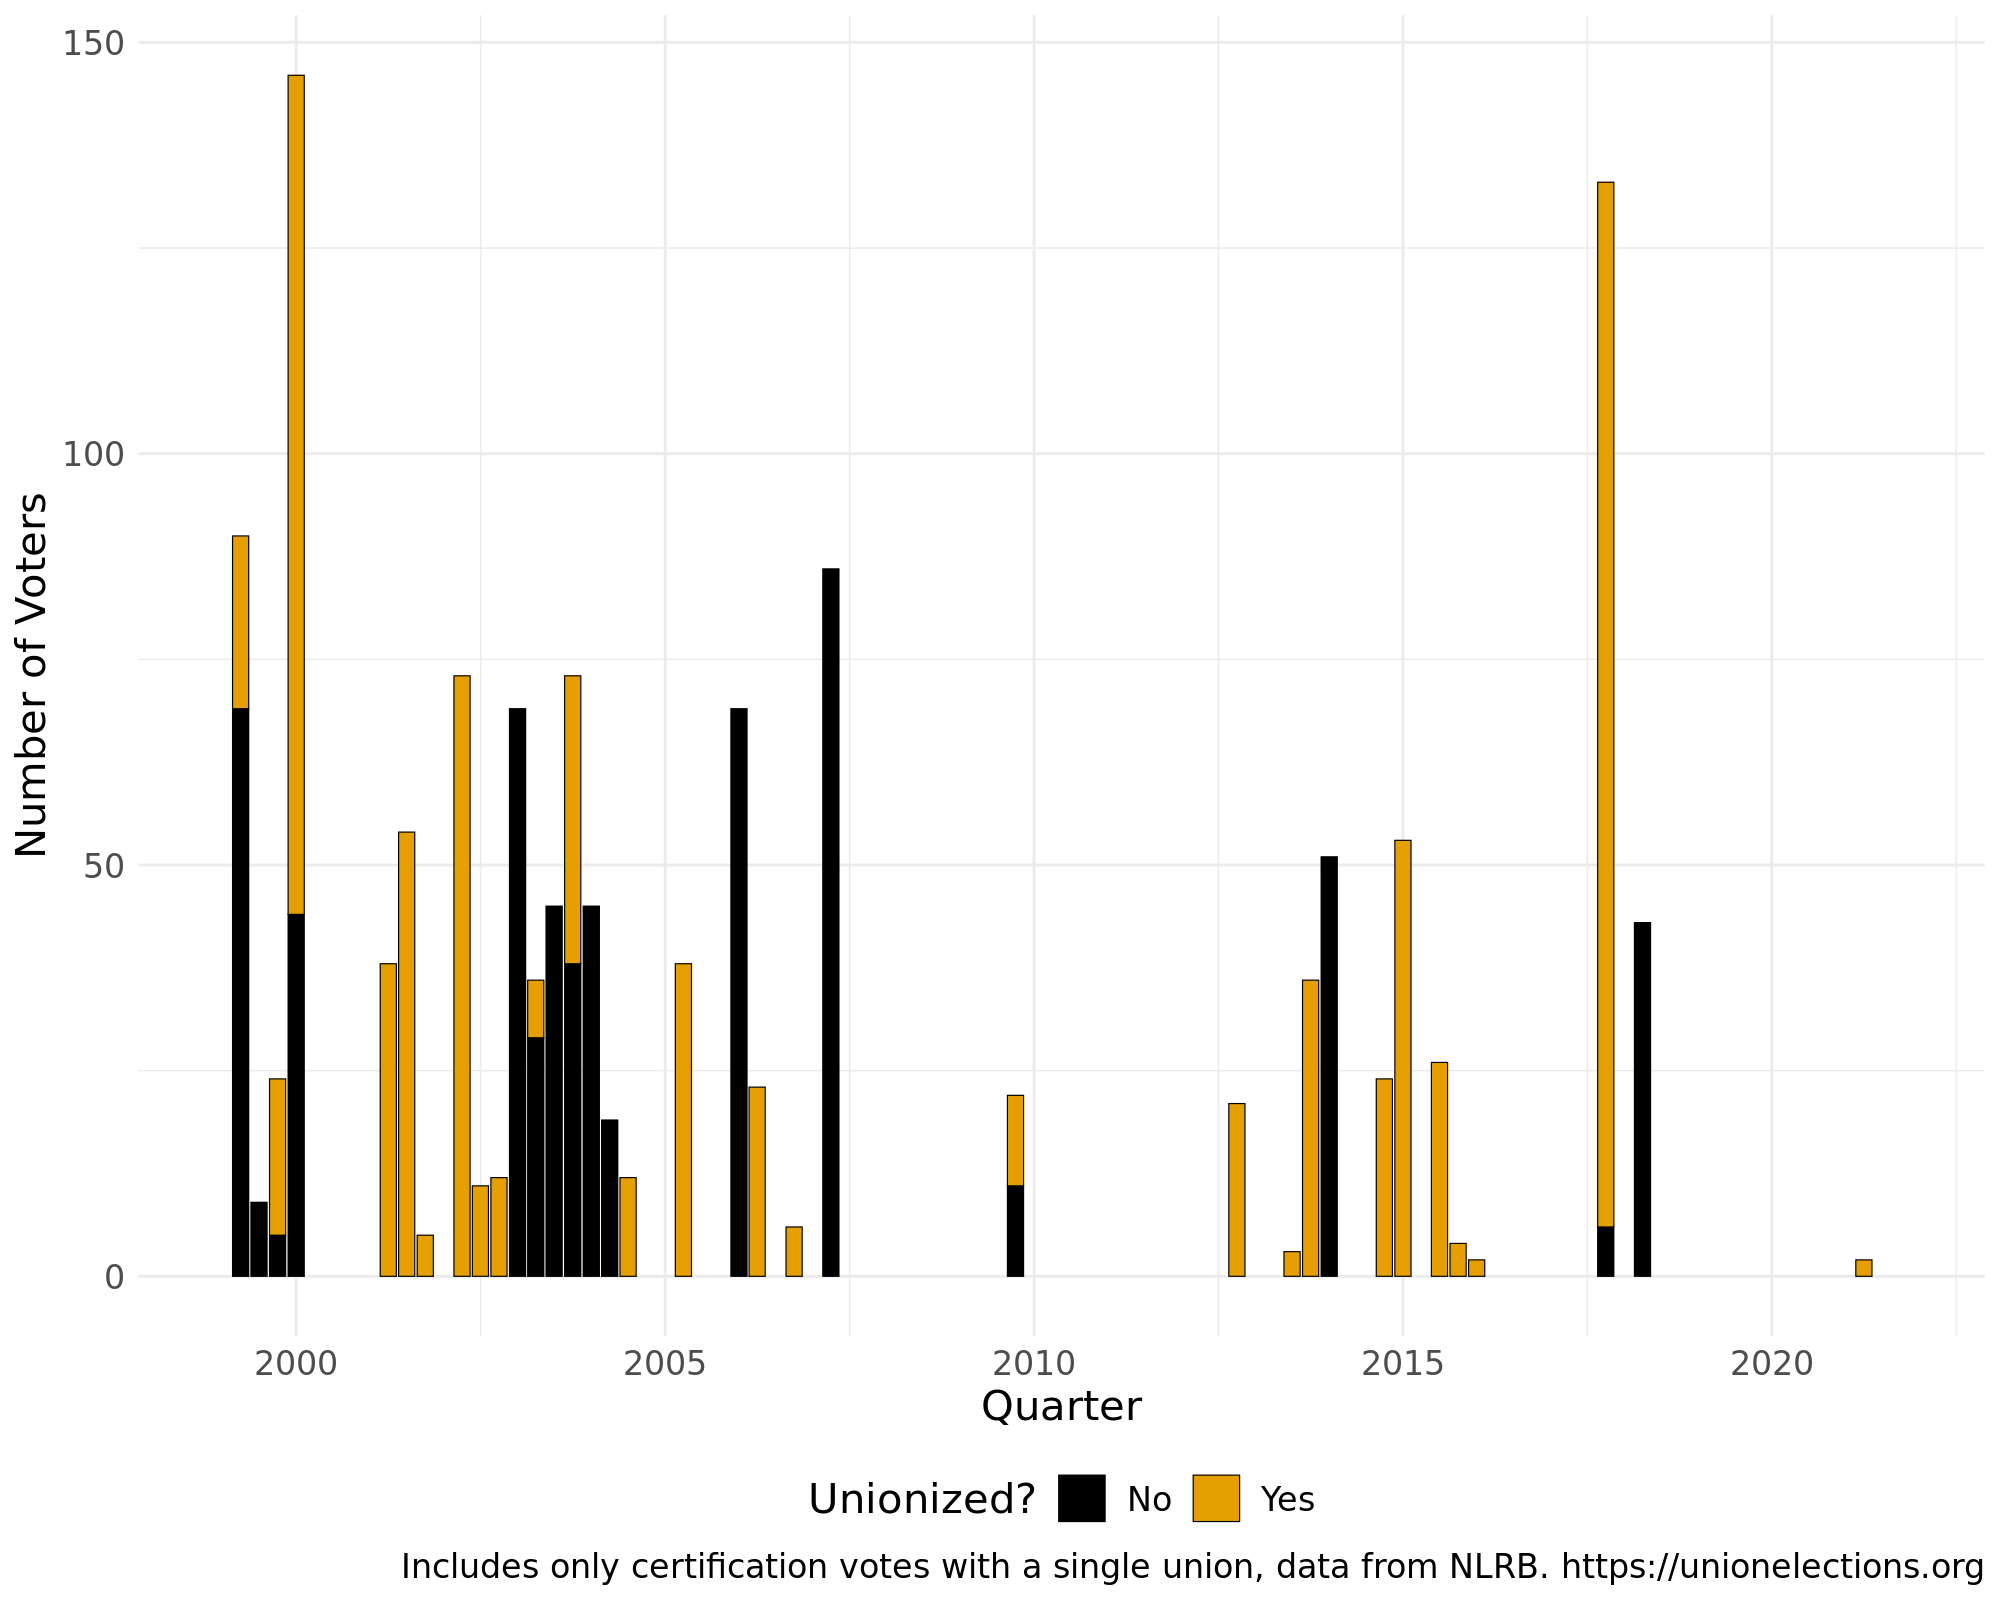 150
100
50
0
Number of Voters
2000 2005 2010 2015 2020
Quarter
Unionized? No Yes
Includes only certification votes with a single union, data from NLRB. https://unionelections.org